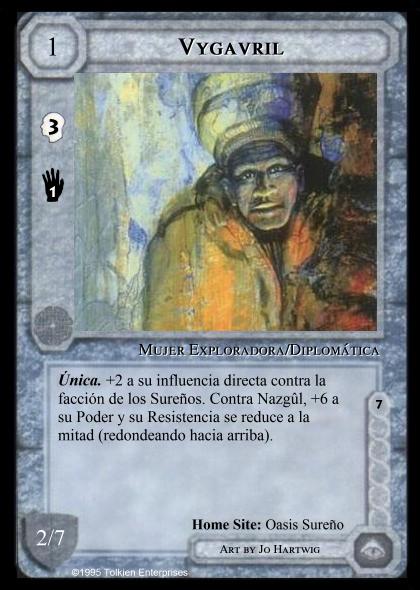 1
VYGAVRIL
3
1
MUJER EXPLORADORA/DIPLOMÁTICA
Única. +2 a su influencia directa contra la
facción de los Sureños. Contra Nazgûl, +6 a
su Poder y su Resistencia se reduce a la
mitad (redondeando hacia arriba).
7
Home Site: Oasis Sureño
2/7
ART BY JO HARTWIG
©1995 Tolkien Enterprises